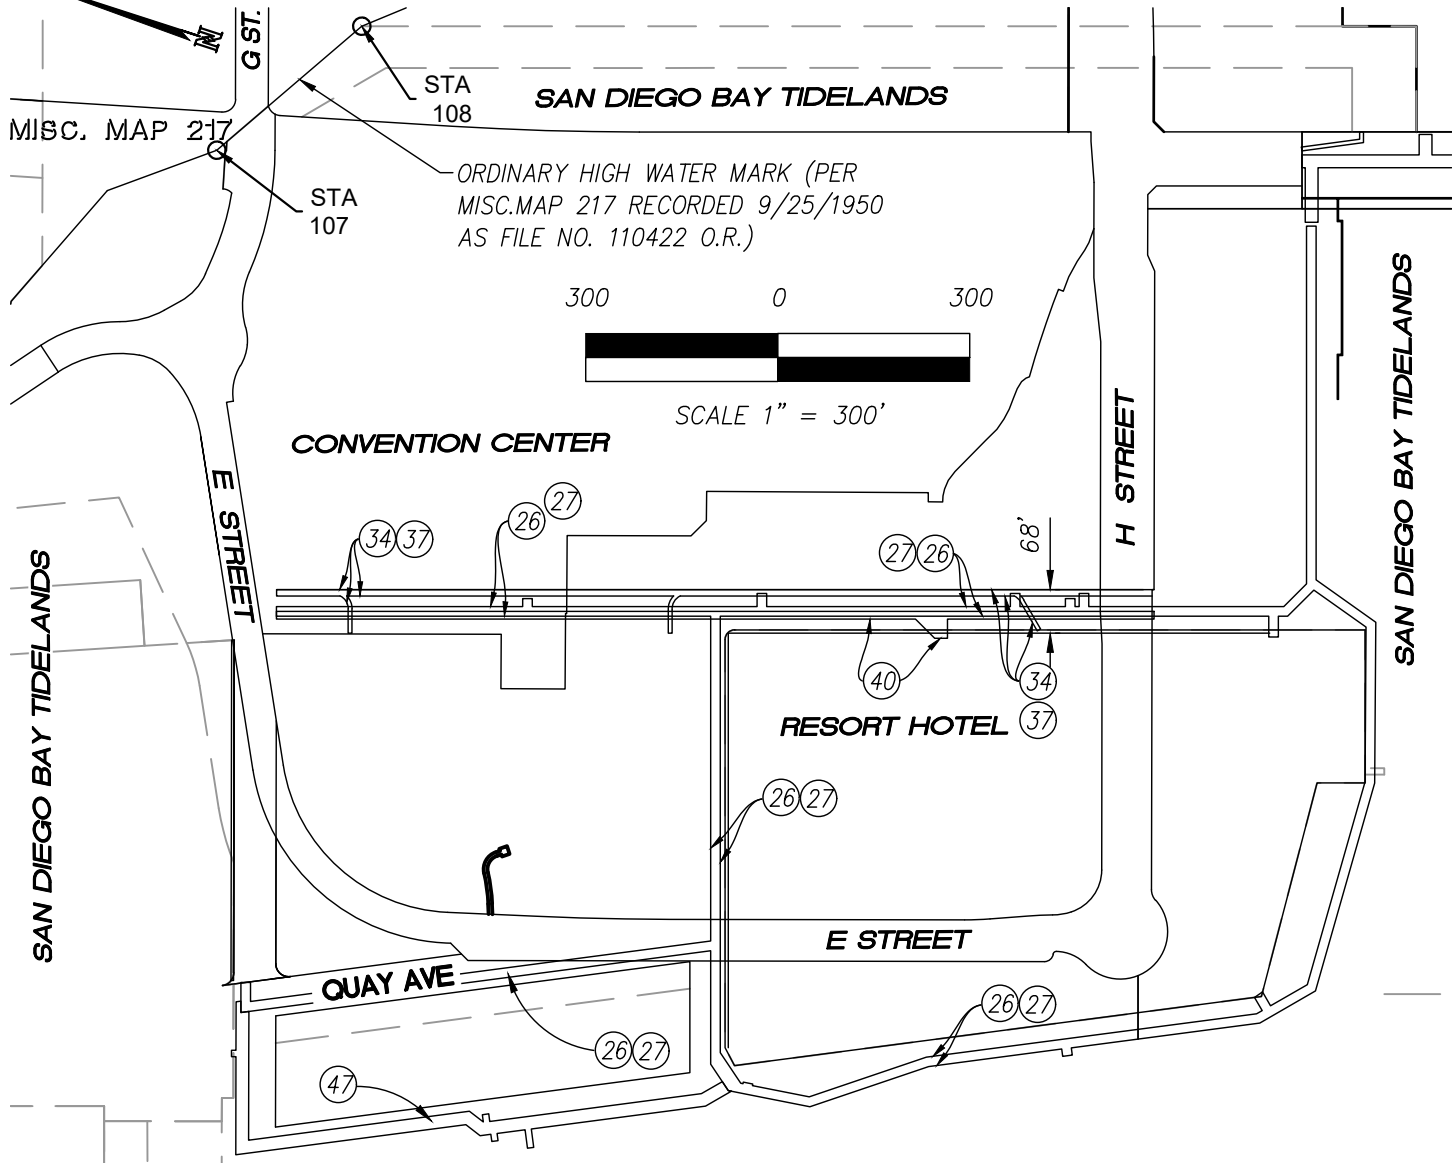 N
G ST.
STA
108
SAN DIEGO BAY TIDELANDS
MISC. MAP 217
STA
107
ORDINARY HIGH WATER MARK (PER
MISC.MAP 217 RECORDED 9/25/1950
AS FILE NO. 110422 O.R.)
300 0 300
SCALE 1" = 300'
CONVENTION CENTER
SAN DIEGO BAY TIDELANDS
H STREET
E STREET
34 37
26 27
27 26
68'
40
34
37
RESORT HOTEL
SAN DIEGO BAY TIDELANDS
26 27
E STREET
QUAY AVE
26 27
26 27
47